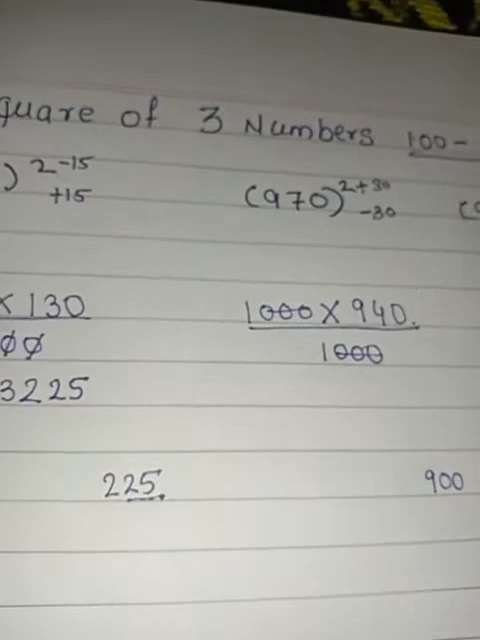 quare of 3 Numbers 100-
) 2 -15 +15
(970) 2+30 -30
x 130
00
3225
1000 x 940.
1000
225.
900